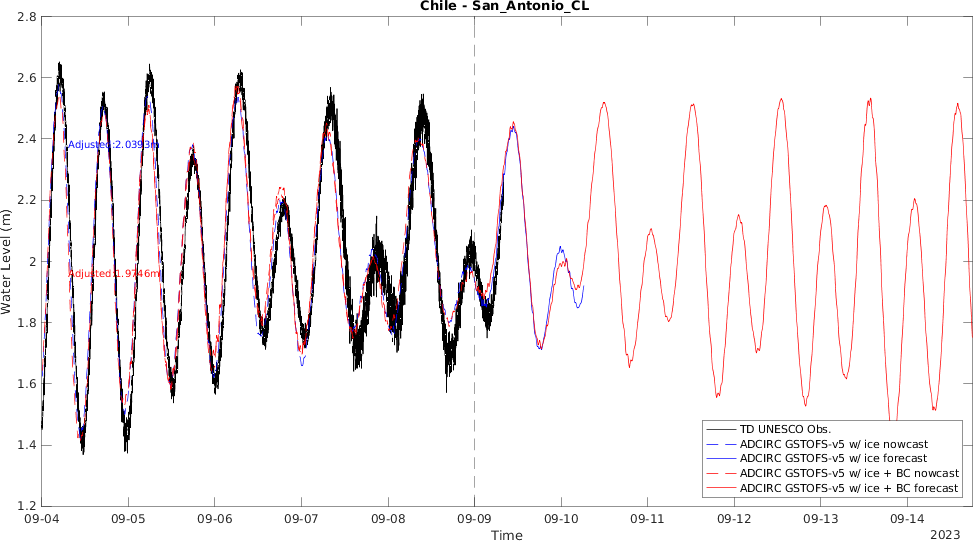 Chile - San_Antonio_CL
2.8
2.6
2.4
2.2
2
1.8
1.6
1.4
1.2
Water Level (m)
Adjusted:2.0393m
Adjusted:1.9746m
TD UNESCO Obs.
ADCIRC GSTOFS-v5 w/ ice nowcast
ADCIRC GSTOFS-v5 w/ ice forecast
ADCIRC GSTOFS-v5 w/ ice + BC nowcast
ADCIRC GSTOFS-v5 w/ ice + BC forecast
09-04 09-05 09-06 09-07 09-08 09-09 09-10 09-11 09-12 09-13 09-14
Time
2023